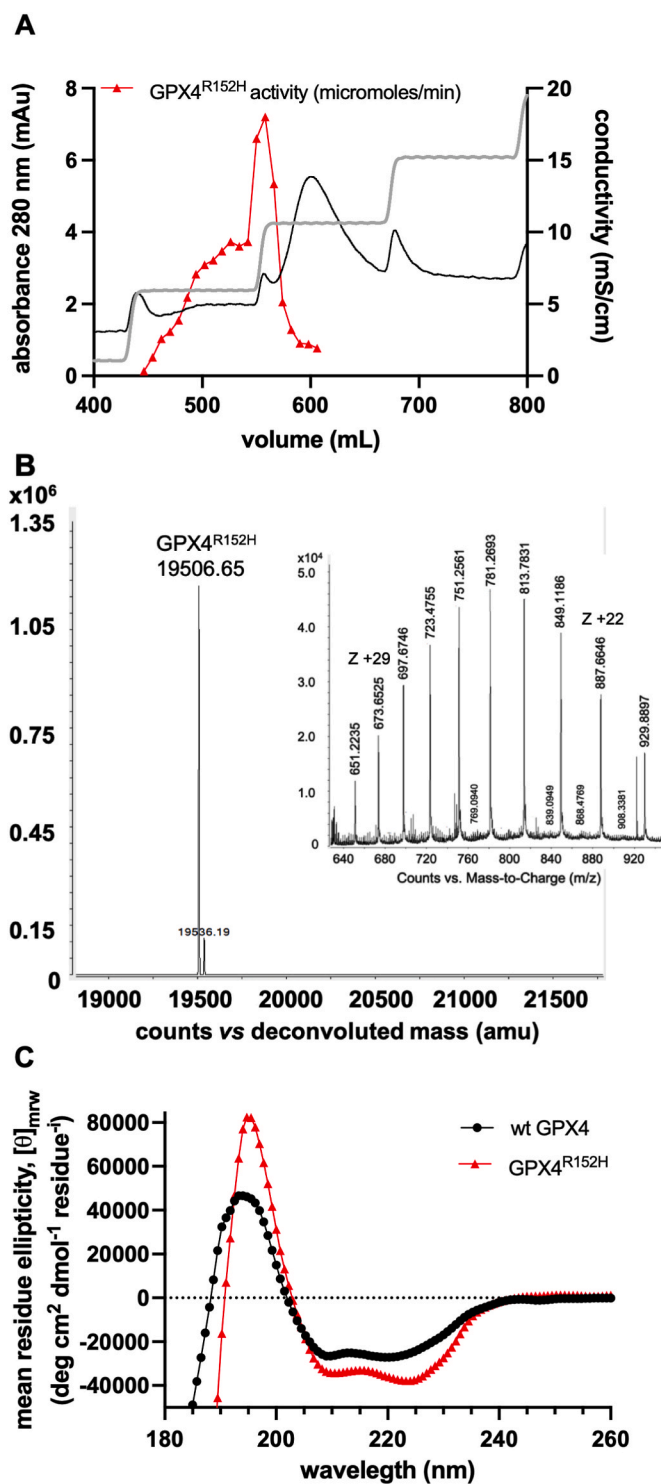 A
GPX4R152H activity (micromoles/min)
absorbance 280 nm (mAu)
8
6
4
2
0
20
15
10
5
0
conductivity (mS/cm)
400 500 600 700 800
volume (mL)
B
x10⁶
1.35
1.05
0.75
0.45
0.15
0
GPX4R152H
19506.65
19536.19
x10⁴
5.0
4.0
3.0
2.0
1.0
0
Z +29
Z +22
651.2235
673.6525
697.6746
723.4755
751.2561
769.0940
781.2693
813.7831
839.0949
849.1186
868.4769
887.6646
908.3381
929.8897
640 680 720 760 800 840 880 920
Counts vs. Mass-to-Charge (m/z)
19000 19500 20000 20500 21000 21500
counts vs deconvoluted mass (amu)
C
mean residue ellipticity, [θ]mrw
(deg cm² dmol⁻¹ residue⁻ⁱ)
80000
60000
40000
20000
0
-20000
-40000
wt GPX4
GPX4R152H
180 200 220 240 260
wavelegth (nm)